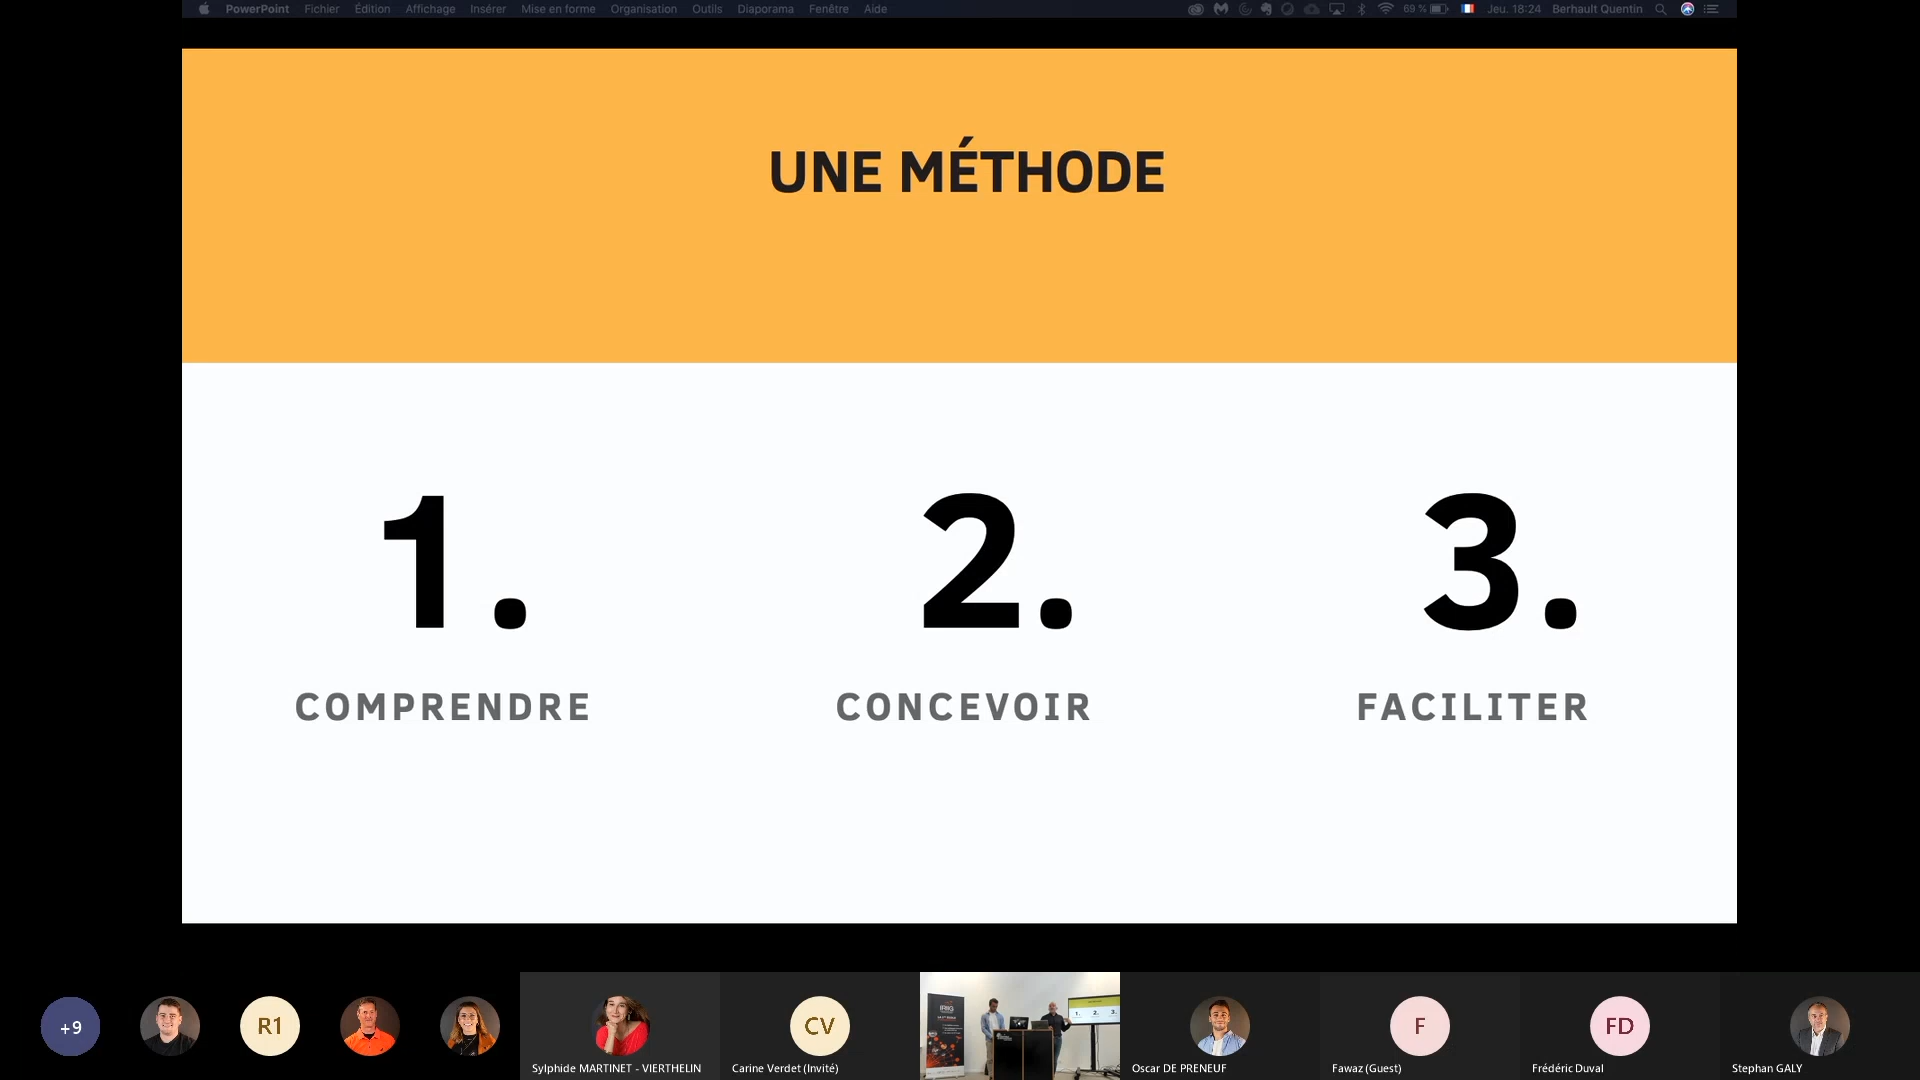 PowerPoint Fichier Édition Affichage Insérer Mise en forme Organisation Outils Diaporama Fenêtre Aide 69 % Jeu. 18:24 Berhault Quentin
UNE MÉTHODE
1. 2. 3.
COMPRENDRE CONCEVOIR FACILITER
+9 R1 CV F FD
Sylphide MARTINET - VIERTHELIN Carine Verdet (Invité) Oscar DE PRENEUF Fawaz (Guest) Frédéric Duval Stephan GALY